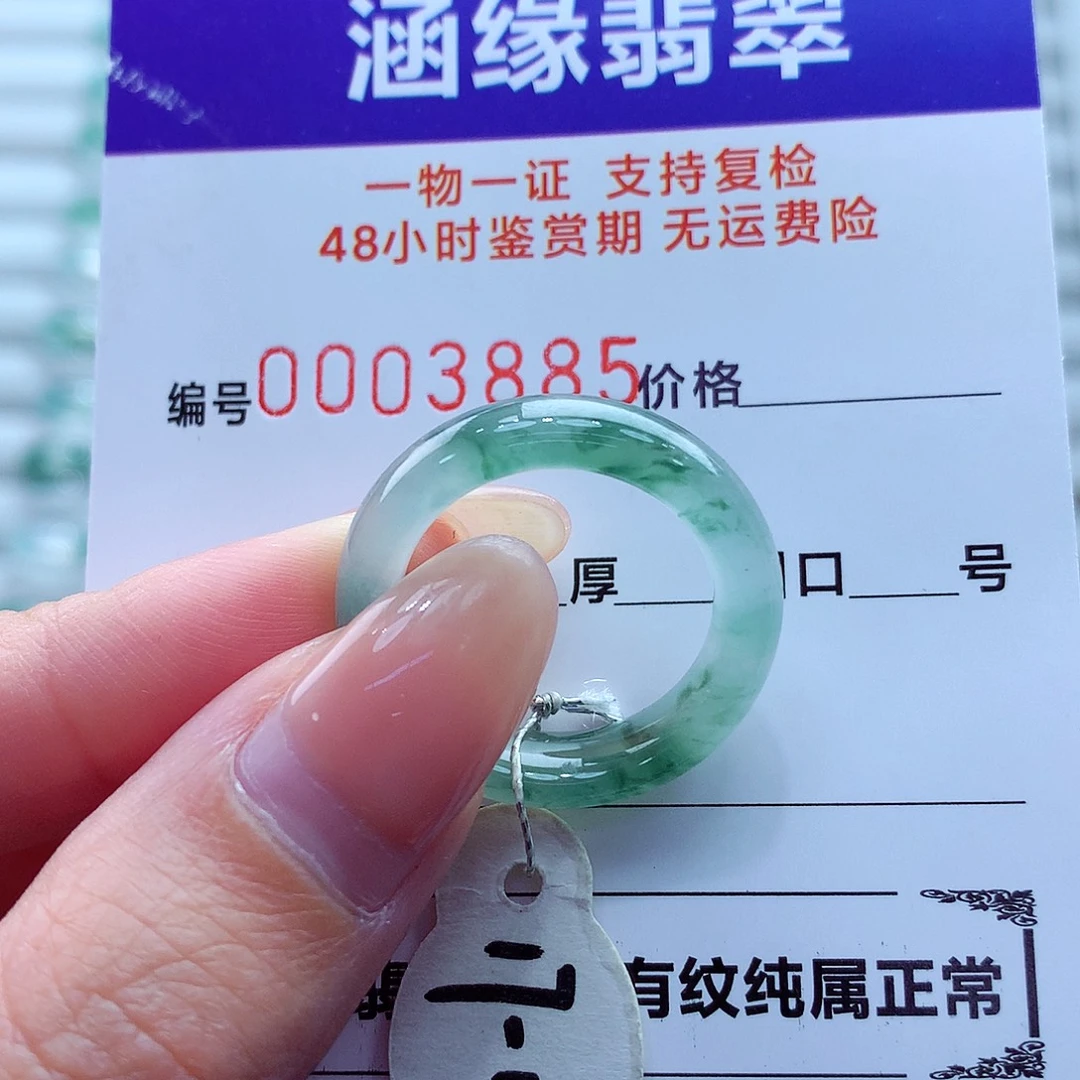 涵缘翡翠
一物一证 支持复检
48小时鉴赏期 无运费险
编号0003885价格
厚 口 号
有纹纯属正常
17.